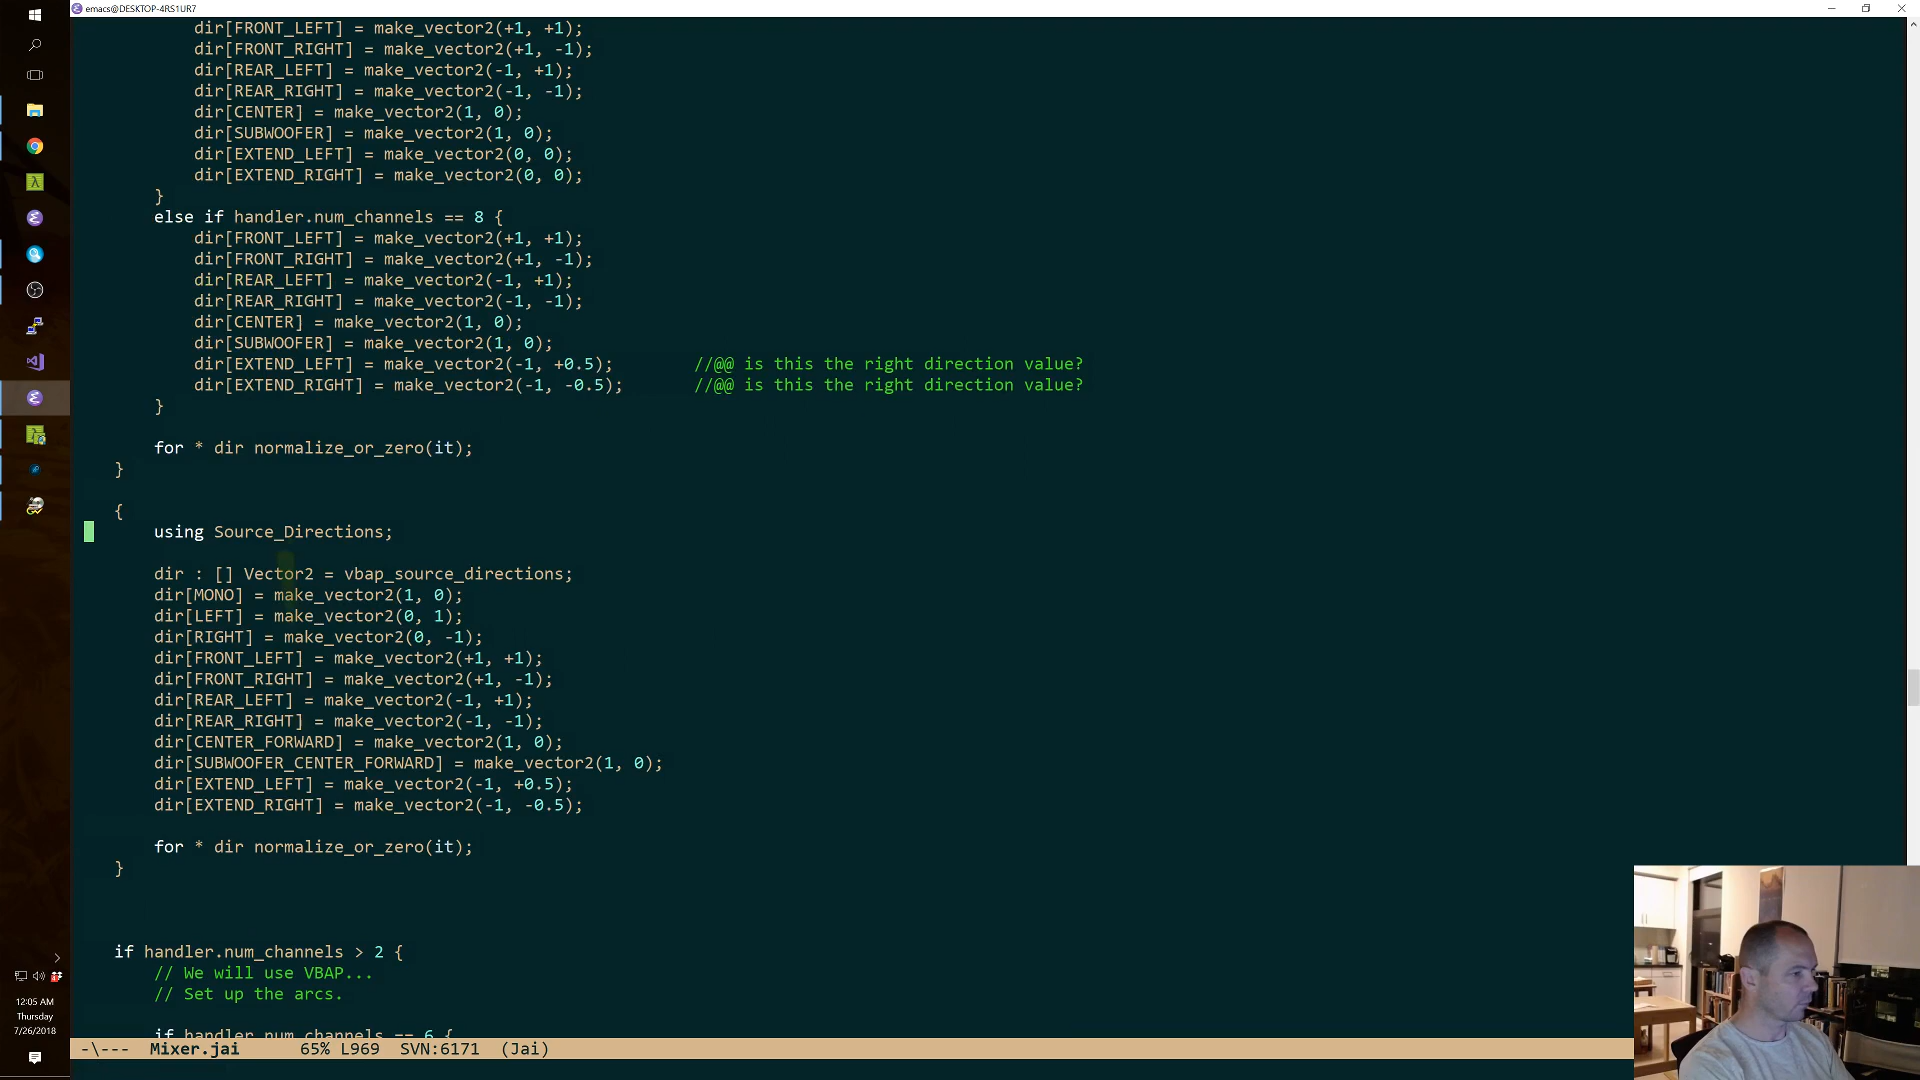 emacs@DESKTOP-4RS1UR7
dir[FRONT_LEFT] = make_vector2(+1, +1);
dir[FRONT_RIGHT] = make_vector2(+1, -1);
dir[REAR_LEFT] = make_vector2(-1, +1);
dir[REAR_RIGHT] = make_vector2(-1, -1);
dir[CENTER] = make_vector2(1, 0);
dir[SUBWOOFER] = make_vector2(1, 0);
dir[EXTEND_LEFT] = make_vector2(0, 0);
dir[EXTEND_RIGHT] = make_vector2(0, 0);
}
else if handler.num_channels == 8 {
dir[FRONT_LEFT] = make_vector2(+1, +1);
dir[FRONT_RIGHT] = make_vector2(+1, -1);
dir[REAR_LEFT] = make_vector2(-1, +1);
dir[REAR_RIGHT] = make_vector2(-1, -1);
dir[CENTER] = make_vector2(1, 0);
dir[SUBWOOFER] = make_vector2(1, 0);
dir[EXTEND_LEFT] = make_vector2(-1, +0.5); //@@ is this the right direction value?
dir[EXTEND_RIGHT] = make_vector2(-1, -0.5); //@@ is this the right direction value?
}
for * dir normalize_or_zero(it);
}
{
using Source_Directions;
dir : [] Vector2 = vbap_source_directions;
dir[MONO] = make_vector2(1, 0);
dir[LEFT] = make_vector2(0, 1);
dir[RIGHT] = make_vector2(0, -1);
dir[FRONT_LEFT] = make_vector2(+1, +1);
dir[FRONT_RIGHT] = make_vector2(+1, -1);
dir[REAR_LEFT] = make_vector2(-1, +1);
dir[REAR_RIGHT] = make_vector2(-1, -1);
dir[CENTER_FORWARD] = make_vector2(1, 0);
dir[SUBWOOFER_CENTER_FORWARD] = make_vector2(1, 0);
dir[EXTEND_LEFT] = make_vector2(-1, +0.5);
dir[EXTEND_RIGHT] = make_vector2(-1, -0.5);
for * dir normalize_or_zero(it);
}
if handler.num_channels > 2 {
// We will use VBAP...
// Set up the arcs.
if handler.num_channels == 6 {
-\--- Mixer.jai 65% L969 SVN:6171 (Jai)
12:05 AM
Thursday
7/26/2018